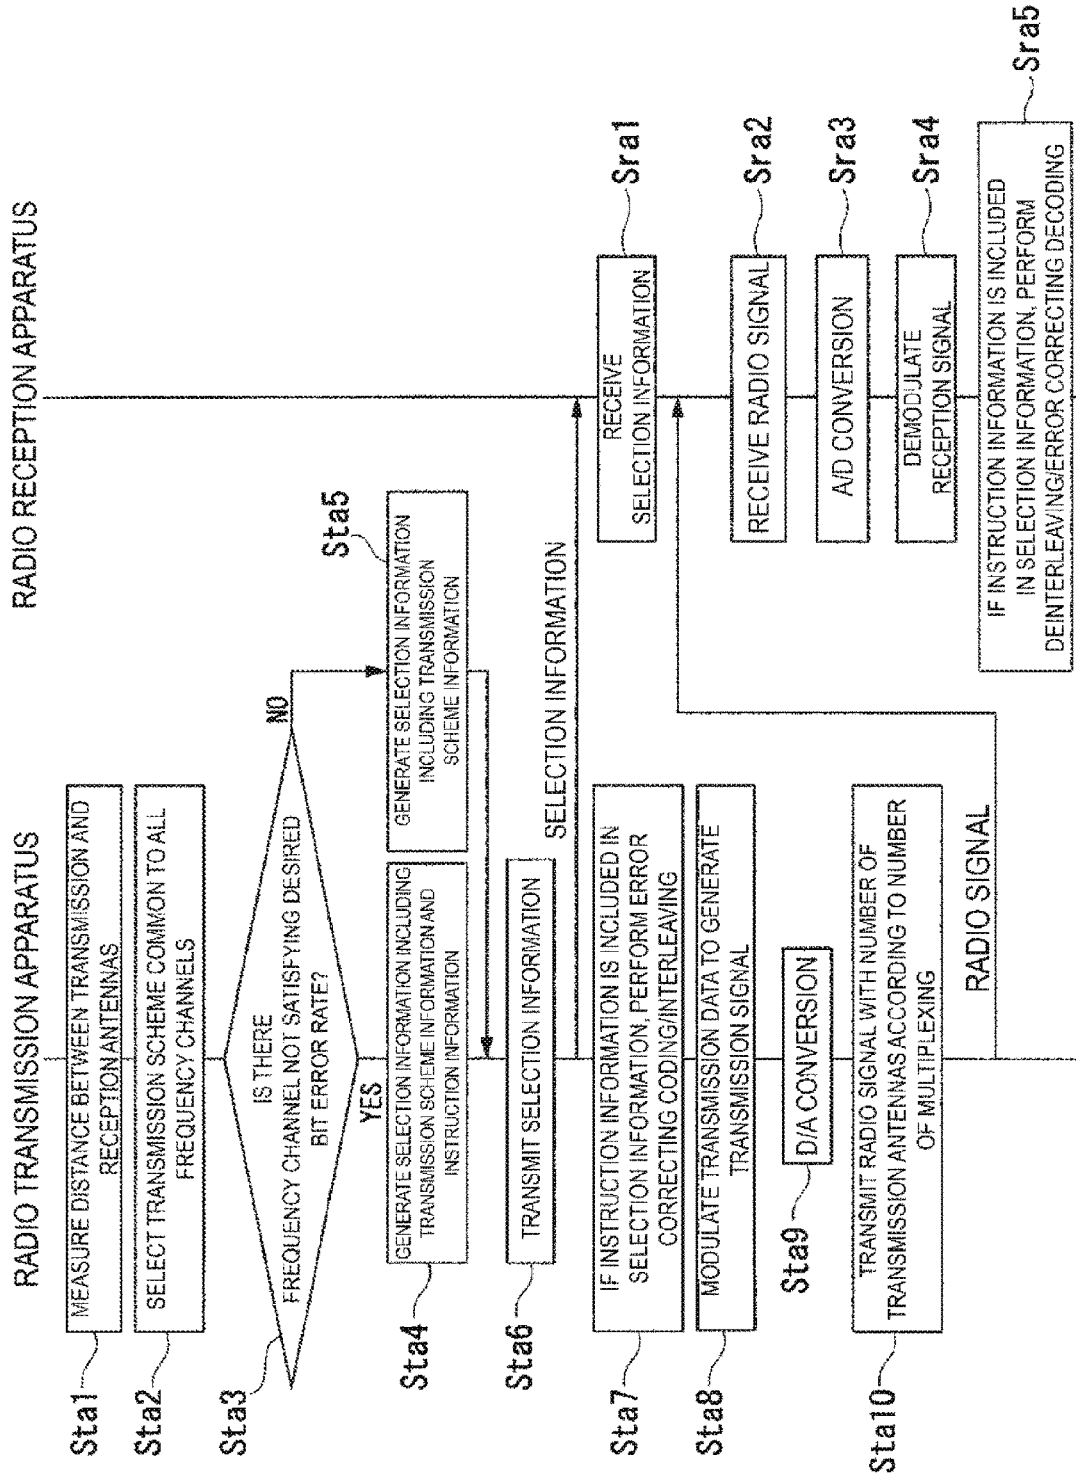 RADIO TRANSMISSION APPARATUS
RADIO RECEPTION APPARATUS
Sta1
MEASURE DISTANCE BETWEEN TRANSMISSION AND
RECEPTION ANTENNAS
Sta2
SELECT TRANSMISSION SCHEME COMMON TO ALL
FREQUENCY CHANNELS
Sta3
IS THERE
FREQUENCY CHANNEL NOT SATISFYING DESIRED
BIT ERROR RATE?
NO
YES
Sta4
GENERATE SELECTION INFORMATION INCLUDING
TRANSMISSION SCHEME INFORMATION AND
INSTRUCTION INFORMATION
Sta5
GENERATE SELECTION INFORMATION
INCLUDING TRANSMISSION
SCHEME INFORMATION
Sta6
TRANSMIT SELECTION INFORMATION
SELECTION INFORMATION
Sra1
RECEIVE
SELECTION INFORMATION
Sta7
IF INSTRUCTION INFORMATION IS INCLUDED IN
SELECTION INFORMATION, PERFORM ERROR
CORRECTING CODING/INTERLEAVING
Sta8
MODULATE TRANSMISSION DATA TO GENERATE
TRANSMISSION SIGNAL
Sta9
D/A CONVERSION
Sta10
TRANSMIT RADIO SIGNAL WITH NUMBER OF
TRANSMISSION ANTENNAS ACCORDING TO NUMBER
OF MULTIPLEXING
RADIO SIGNAL
Sra2
RECEIVE RADIO SIGNAL
Sra3
A/D CONVERSION
Sra4
DEMODULATE
RECEPTION SIGNAL
Sra5
IF INSTRUCTION INFORMATION IS INCLUDED
IN SELECTION INFORMATION, PERFORM
DEINTERLEAVING/ERROR CORRECTING DECODING